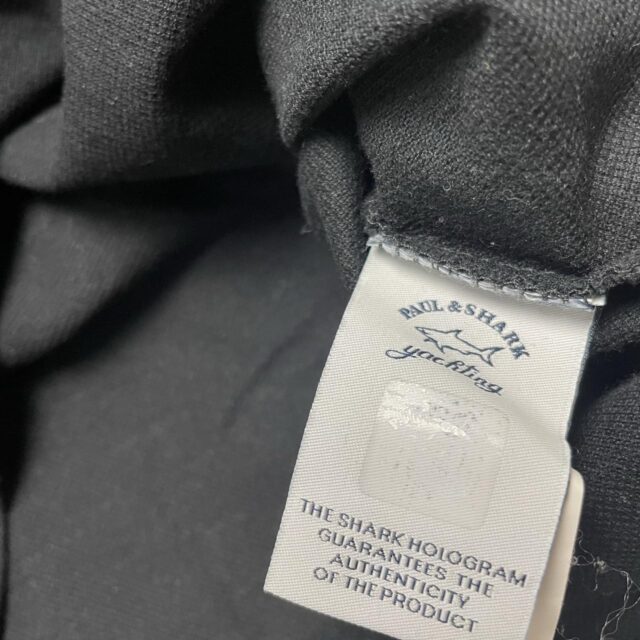 PAUL & SHARK
yachting
THE SHARK HOLOGRAM
GUARANTEES THE
AUTHENTICITY
OF THE PRODUCT